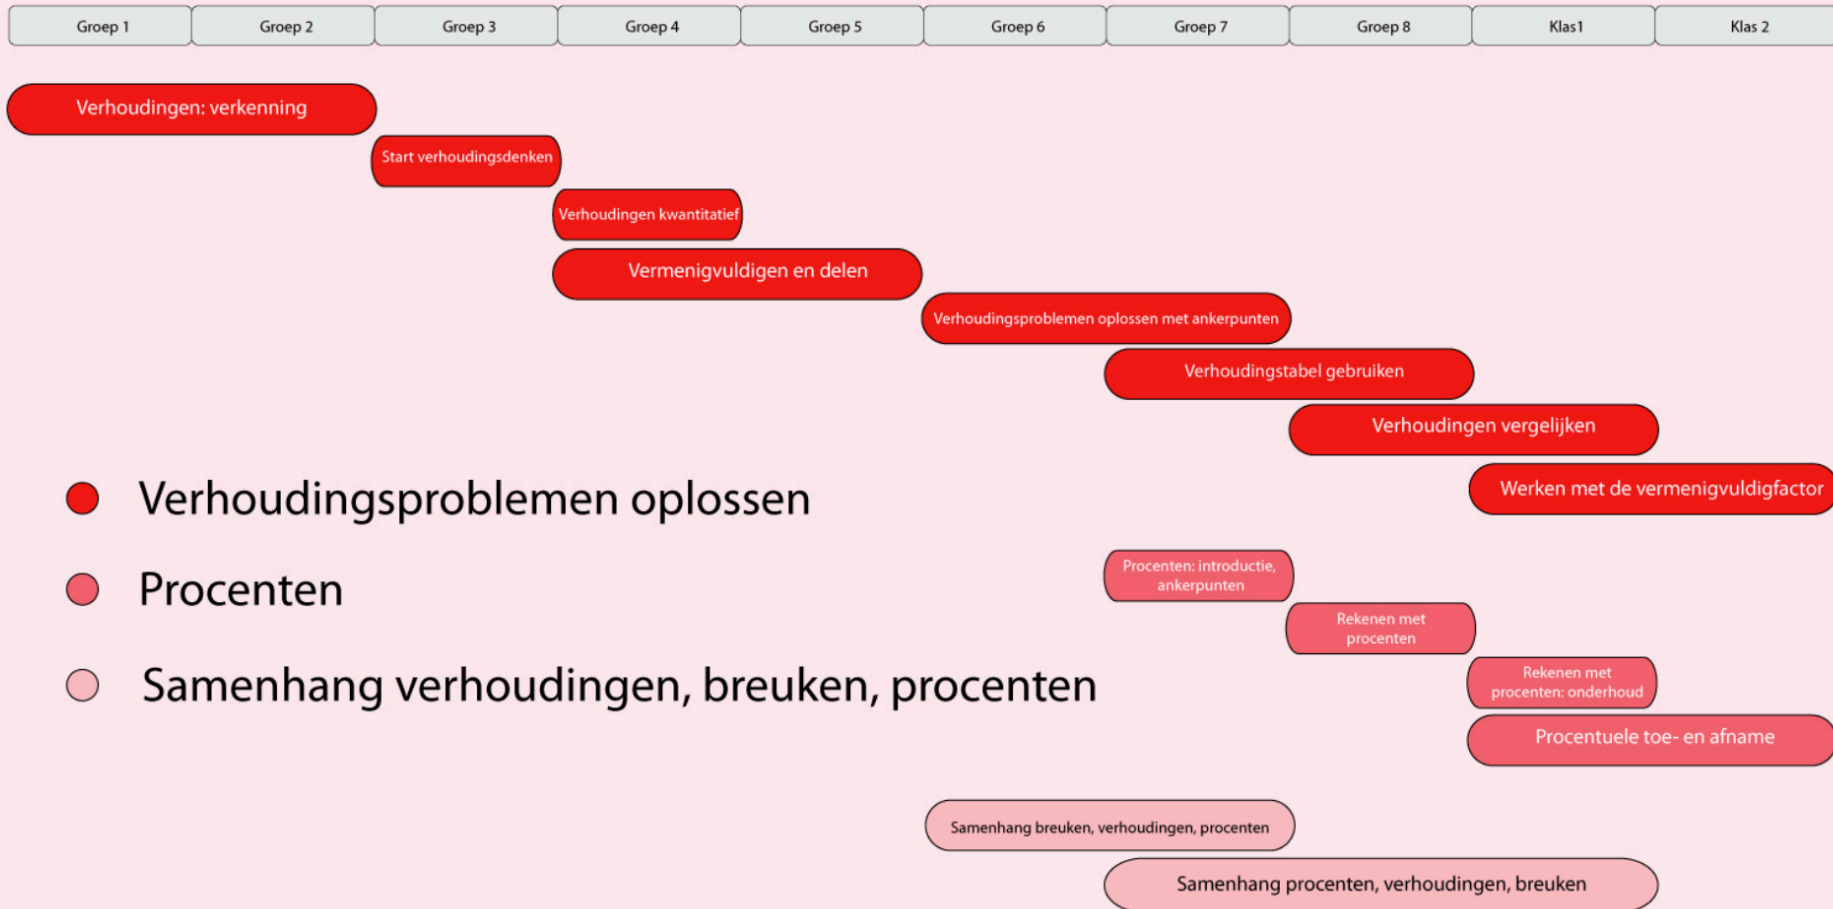 Groep 1
Groep 2
Groep 3
Groep 4
Groep 5
Groep 6
Groep 7
Groep 8
Klas1
Klas 2
Verhoudingen: verkenning
Start verhoudingsdenken
Verhoudingen kwantitatief
Vermenigvuldigen en delen
Verhoudingsproblemen oplossen met ankerpunten
Verhoudingstabel gebruiken
Verhoudingen vergelijken
Werken met de vermenigvuldigfactor
Verhoudingsproblemen oplossen
Procenten
Samenhang verhoudingen, breuken, procenten
Procenten: introductie,
ankerpunten
Rekenen met
procenten
Rekenen met
procenten: onderhoud
Procentuele toe- en afname
Samenhang breuken, verhoudingen, procenten
Samenhang procenten, verhoudingen, breuken